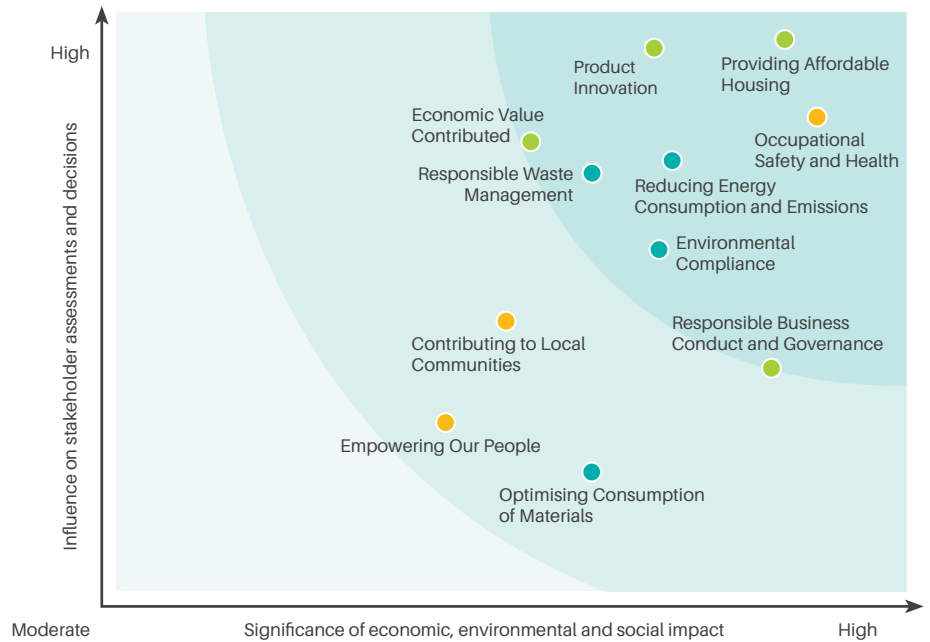 High
Influence on stakeholder assessments and decisions
Product
Innovation
Providing Affordable
Housing
Economic Value
Contributed
Occupational
Safety and Health
Responsible Waste
Management
Reducing Energy
Consumption and Emissions
Environmental
Compliance
Responsible Business
Conduct and Governance
Contributing to Local
Communities
Empowering Our People
Optimising Consumption
of Materials
Moderate
Significance of economic, environmental and social impact
High